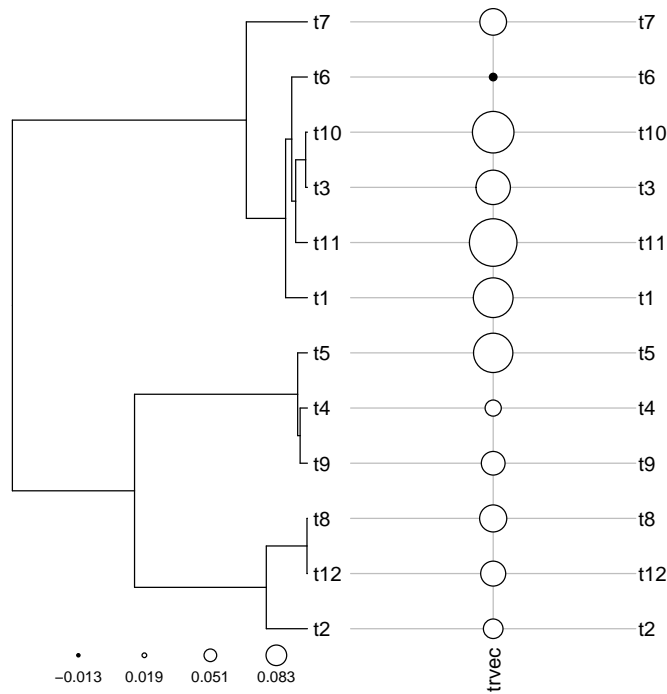 t7 t7
t6 t6
t10 t10
t3 t3
t11 t11
t1 t1
t5 t5
t4 t4
t9 t9
t8 t8
t12 t12
t2 t2
−0.013 0.019 0.051 0.083
trvec